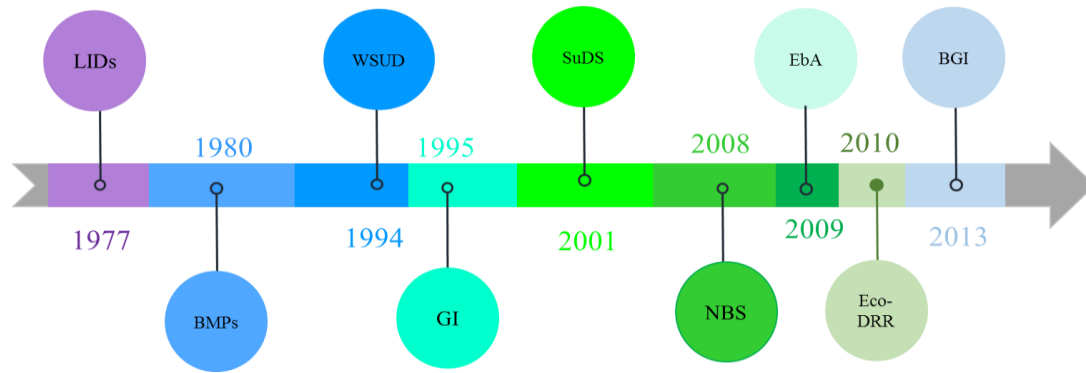 LIDs
WSUD
SuDS
EbA
BGI
1980
1995
2008
2010
1977
1994
2001
2009
2013
BMPs
GI
NBS
Eco-
DRR